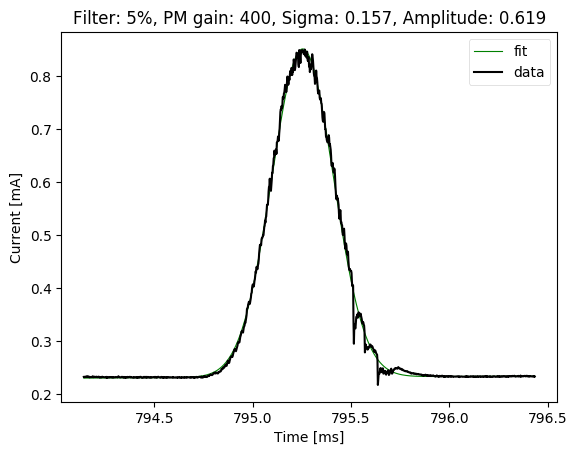 Filter: 5%, PM gain: 400, Sigma: 0.157, Amplitude: 0.619
fit
data
0.8
0.7
0.6
0.5
0.4
0.3
0.2
Current [mA]
794.5 795.0 795.5 796.0 796.5
Time [ms]